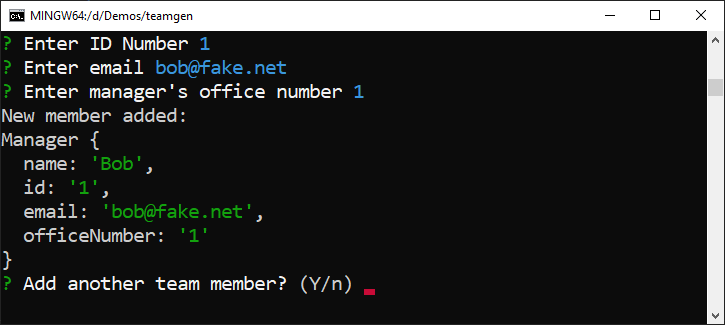 MINGW64:/d/Demos/teamgen
? Enter ID Number 1
? Enter email bob@fake.net
? Enter manager's office number 1
New member added:
Manager {
  name: 'Bob',
  id: '1',
  email: 'bob@fake.net',
  officeNumber: '1'
}
? Add another team member? (Y/n)